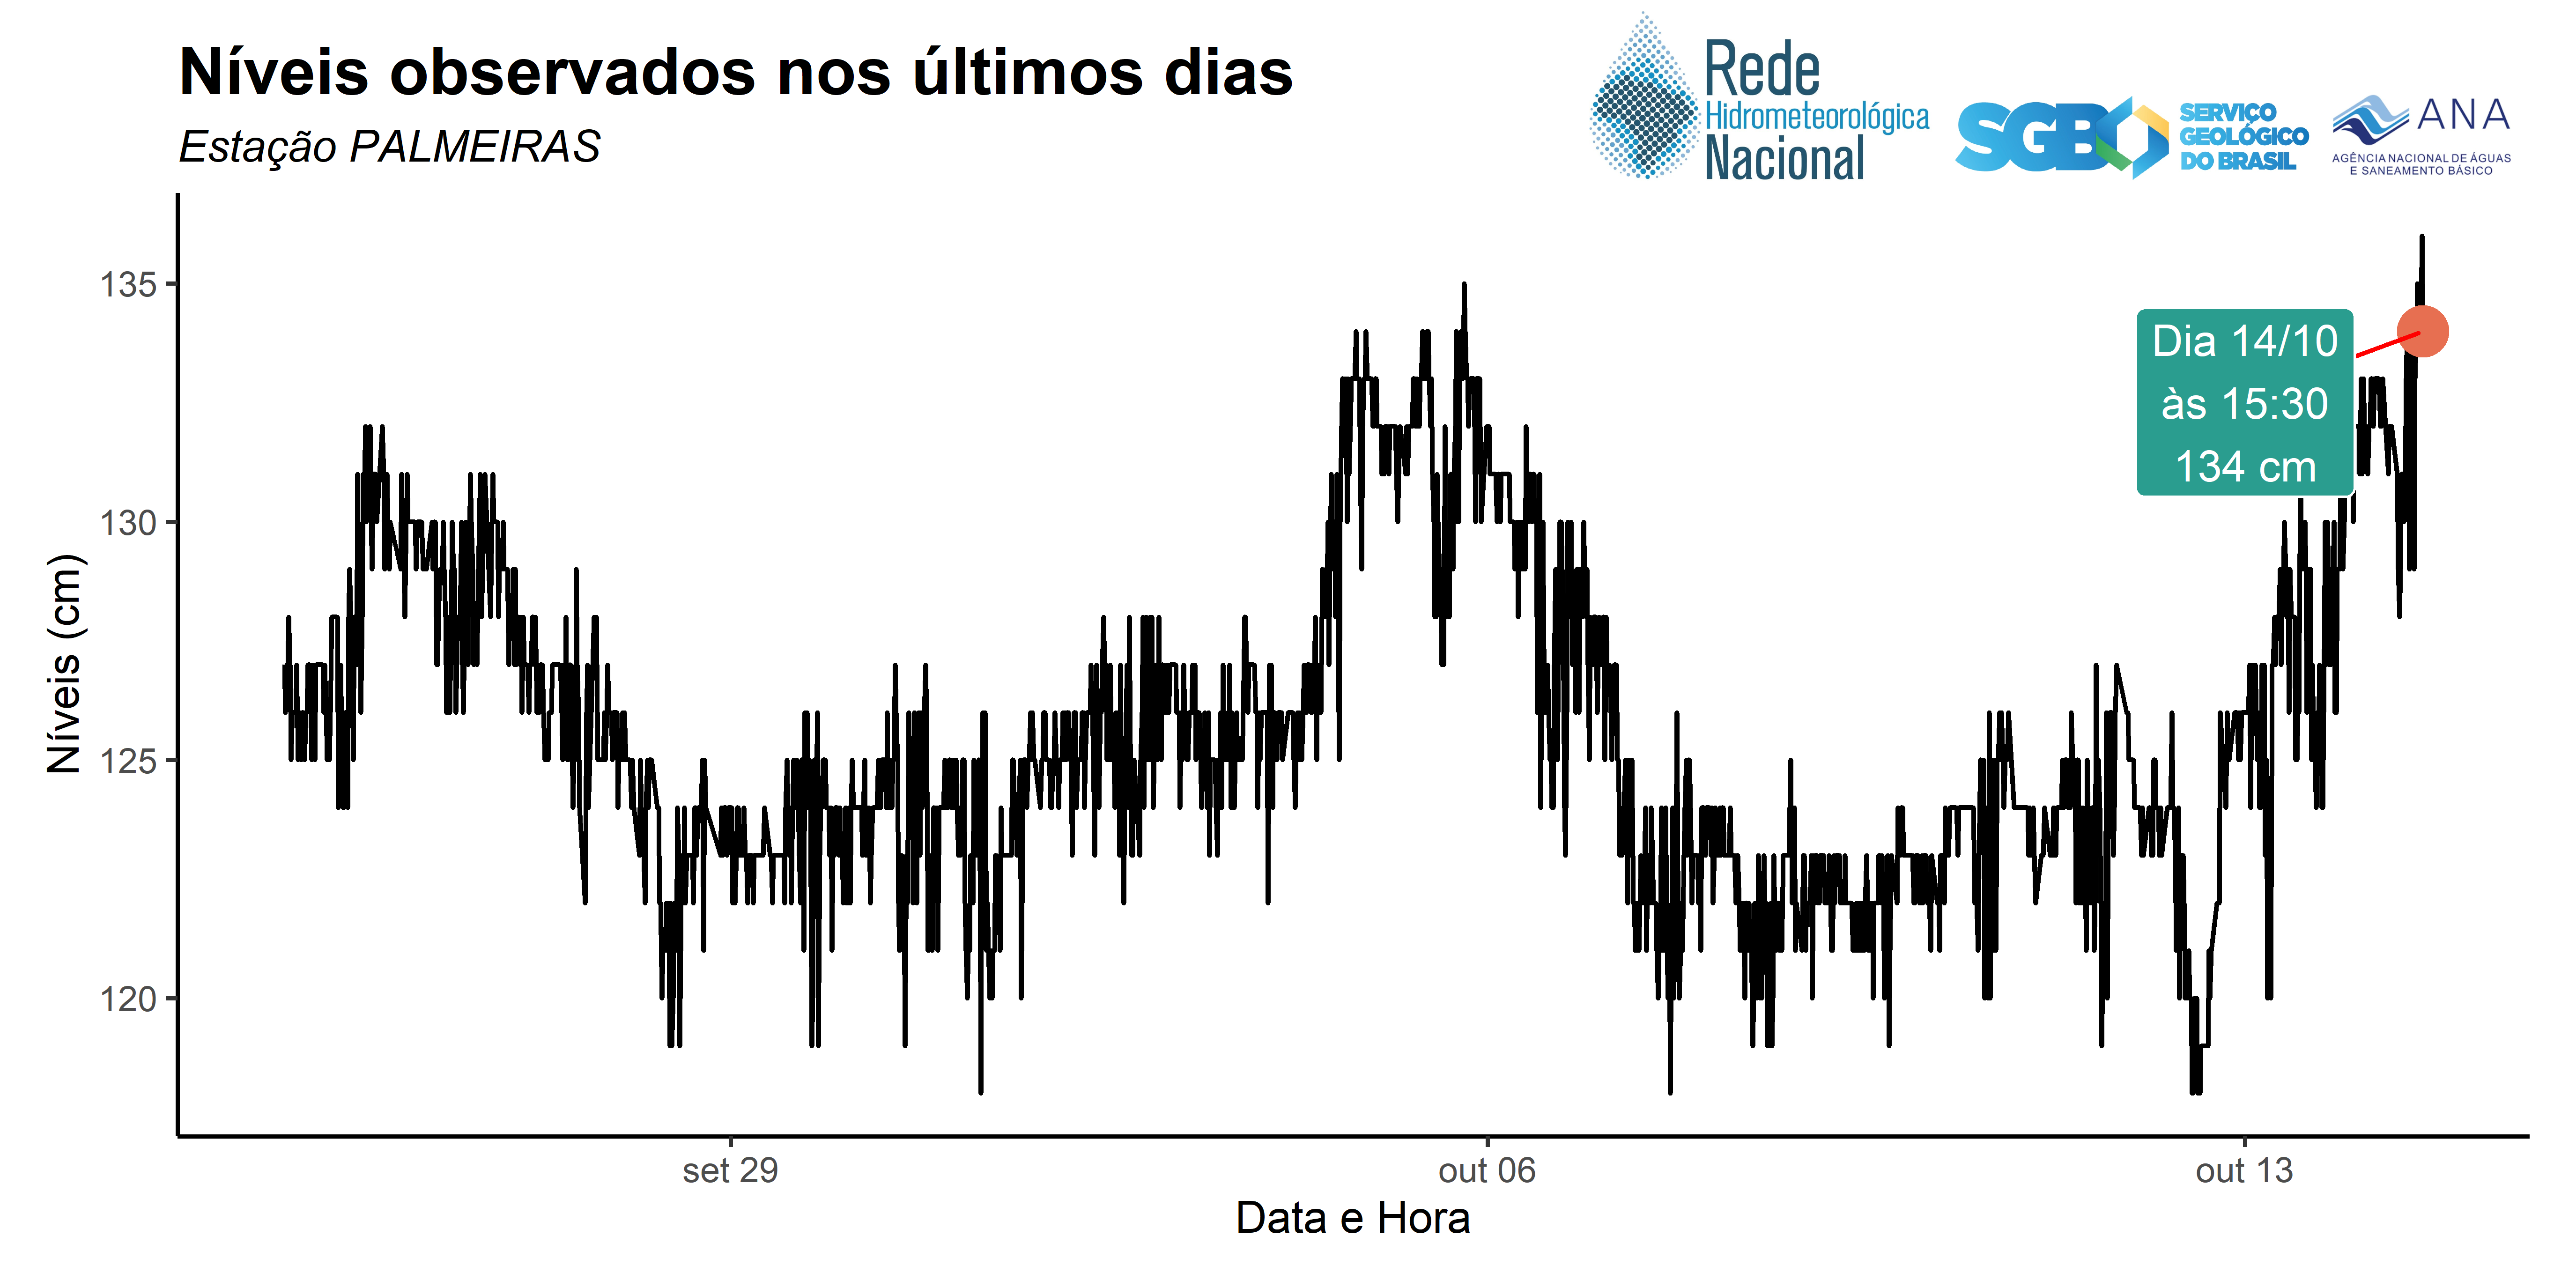 Níveis observados nos últimos dias
Estação PALMEIRAS
Rede
Hidrometeorológica
Nacional
SGB
SERVIÇO
GEOLÓGICO
DO BRASIL
ANA
AGÊNCIA NACIONAL DE ÁGUAS
E SANEAMENTO BÁSICO
Níveis (cm)
135
130
125
120
Dia 14/10
às 15:30
134 cm
set 29
out 06
out 13
Data e Hora